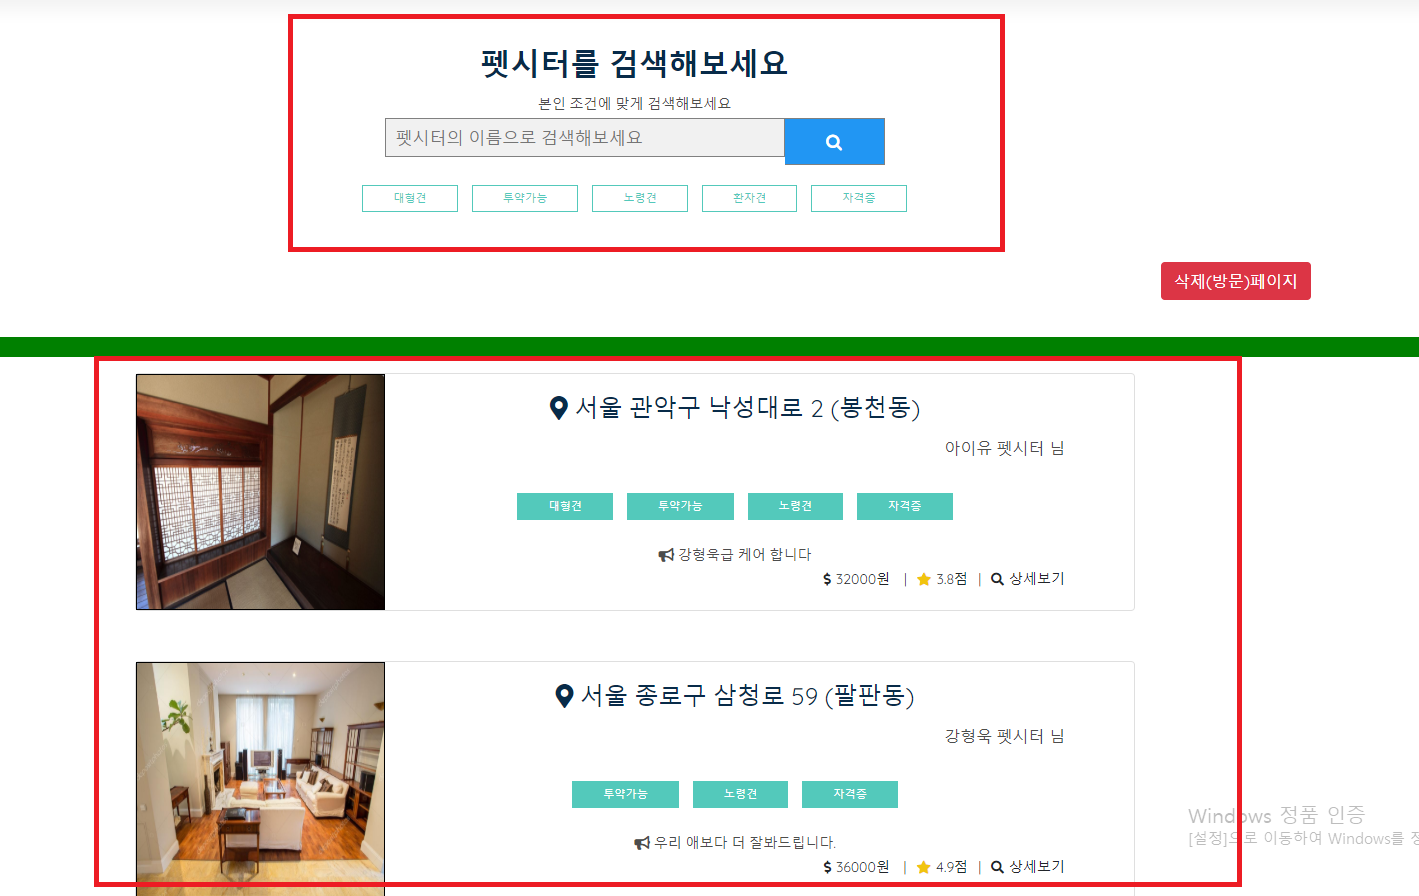 펫시터를 검색해보세요
본인 조건에 맞게 검색해보세요
펫시터의 이름으로 검색해보세요
대형견 투약가능 노령견 환자견 자격증
삭제(방문)페이지
서울 관악구 낙성대로 2 (봉천동)
아이유 펫시터 님
대형견 투약가능 노령견 자격증
강형욱급 케어 합니다
$ 32000원 | 3.8점 | 상세보기
서울 종로구 삼청로 59 (팔판동)
강형욱 펫시터 님
투약가능 노령견 자격증
우리 애보다 더 잘봐드립니다.
$ 36000원 | 4.9점 | 상세보기
Windows 정품 인증
[설정]으로 이동하여 Windows를